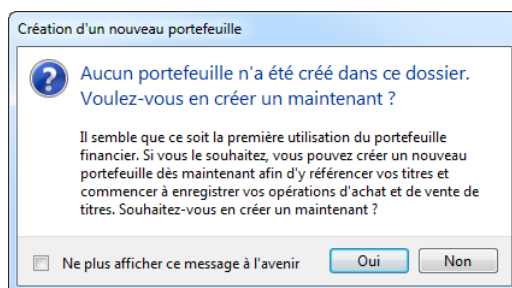 Création d'un nouveau portefeuille
Aucun portefeuille n'a été créé dans ce dossier.
Voulez-vous en créer un maintenant ?
Il semble que ce soit la première utilisation du portefeuille
financier. Si vous le souhaitez, vous pouvez créer un nouveau
portefeuille dès maintenant afin d'y référencer vos titres et
commencer à enregistrer vos opérations d'achat et de vente de
titres. Souhaitez-vous en créer un maintenant ?
Ne plus afficher ce message à l'avenir Oui Non